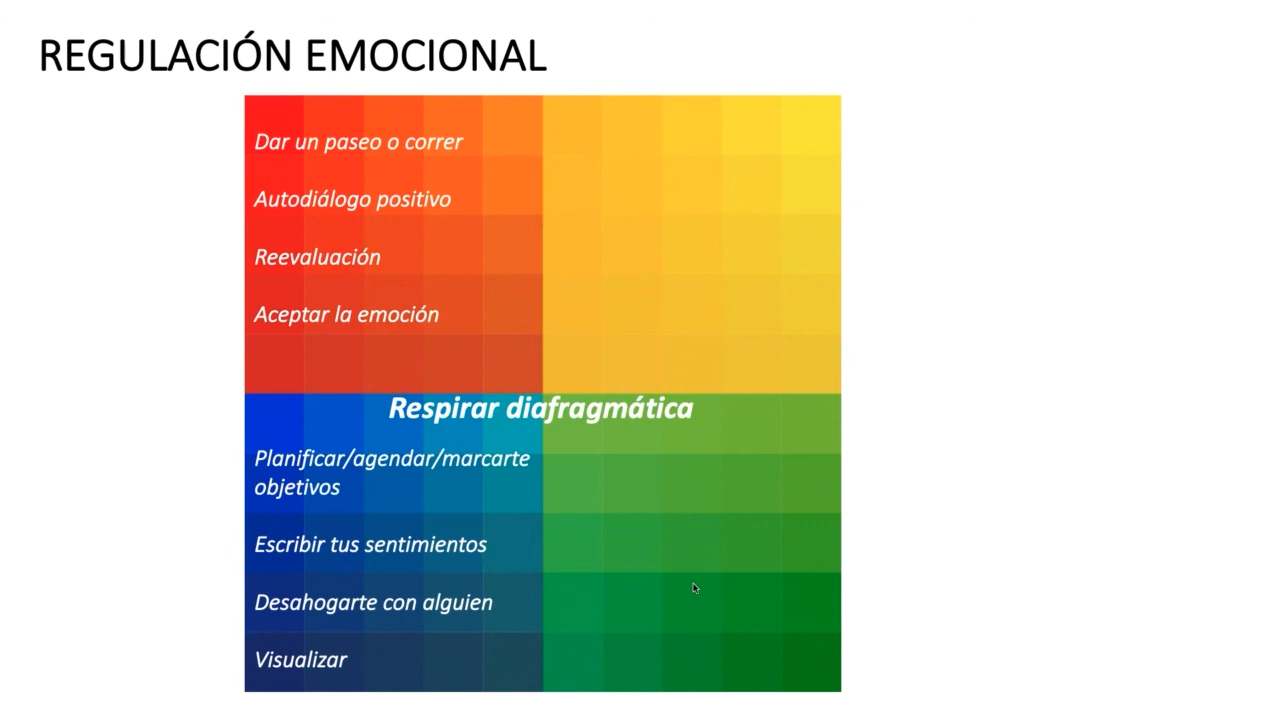 REGULACIÓN EMOCIONAL
Dar un paseo o correr
Autodiálogo positivo
Reevaluación
Aceptar la emoción
Respirar diafragmática
Planificar/agendar/marcarte
objetivos
Escribir tus sentimientos
Desahogarte con alguien
Visualizar